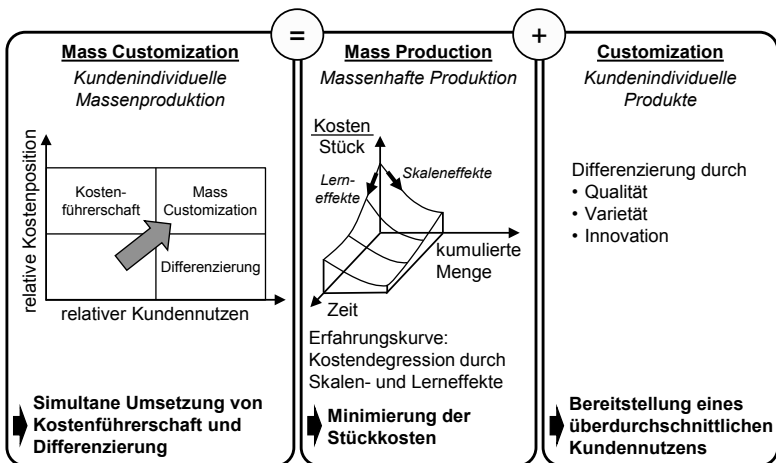 =
+
Mass Customization
Kundenindividuelle
Massenproduktion
relative Kostenposition
Kosten-
führerschaft
Mass
Customization
Differenzierung
relativer Kundennutzen
Simultane Umsetzung von
Kostenführerschaft und
Differenzierung
Mass Production
Massenhafte Produktion
Kosten
Stück
Lern-
effekte
Skaleneffekte
kumulierte
Menge
Zeit
Erfahrungskurve:
Kostendegression durch
Skalen- und Lerneffekte
Minimierung der
Stückkosten
Customization
Kundenindividuelle
Produkte
Differenzierung durch
• Qualität
• Varietät
• Innovation
Bereitstellung eines
überdurchschnittlichen
Kundennutzens